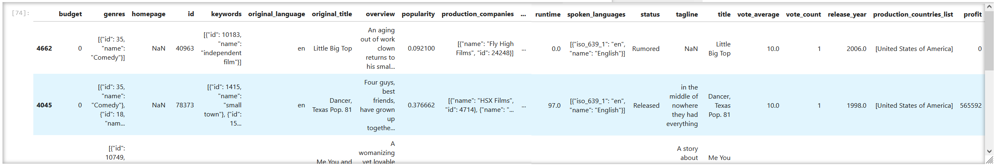 [74]:
budget genres homepage id keywords original_language original_title overview popularity production_companies ... runtime spoken_languages status tagline title vote_average vote_count release_year production_countries_list profit
4662
0
[{"id": 35,
"name":
"Comedy"}]
NaN
40963
[{"id": 10183,
"name":
"independent
film"}]
en
Little Big Top
An aging
out of work
clown
returns to
his smal...
0.092100
[{"name": "Fly High
Films", "id": 24248}]
...
0.0
[{"iso_639_1": "en",
"name": "English"}]
Rumored
NaN
Little
Big Top
10.0
1
2006.0
[United States of America]
0
4045
0
[{"id": 35,
"name":
"Comedy"},
{"id": 18,
"nam...
NaN
78373
[{"id": 1415,
"name":
"small
town"}, {"id":
15...
en
Dancer,
Texas Pop. 81
Four guys,
best
friends,
have grown
up
togethe...
0.376662
[{"name": "HSX Films",
"id": 4714}, {"name": "...
...
97.0
[{"iso_639_1": "en",
"name": "English"}]
Released
in the
middle of
nowhere
they had
everything
Dancer,
Texas
Pop. 81
10.0
1
1998.0
[United States of America]
565592
[{"id":
10749,
Me You and
A
womanizing
yet lovable
A story
about
Me You